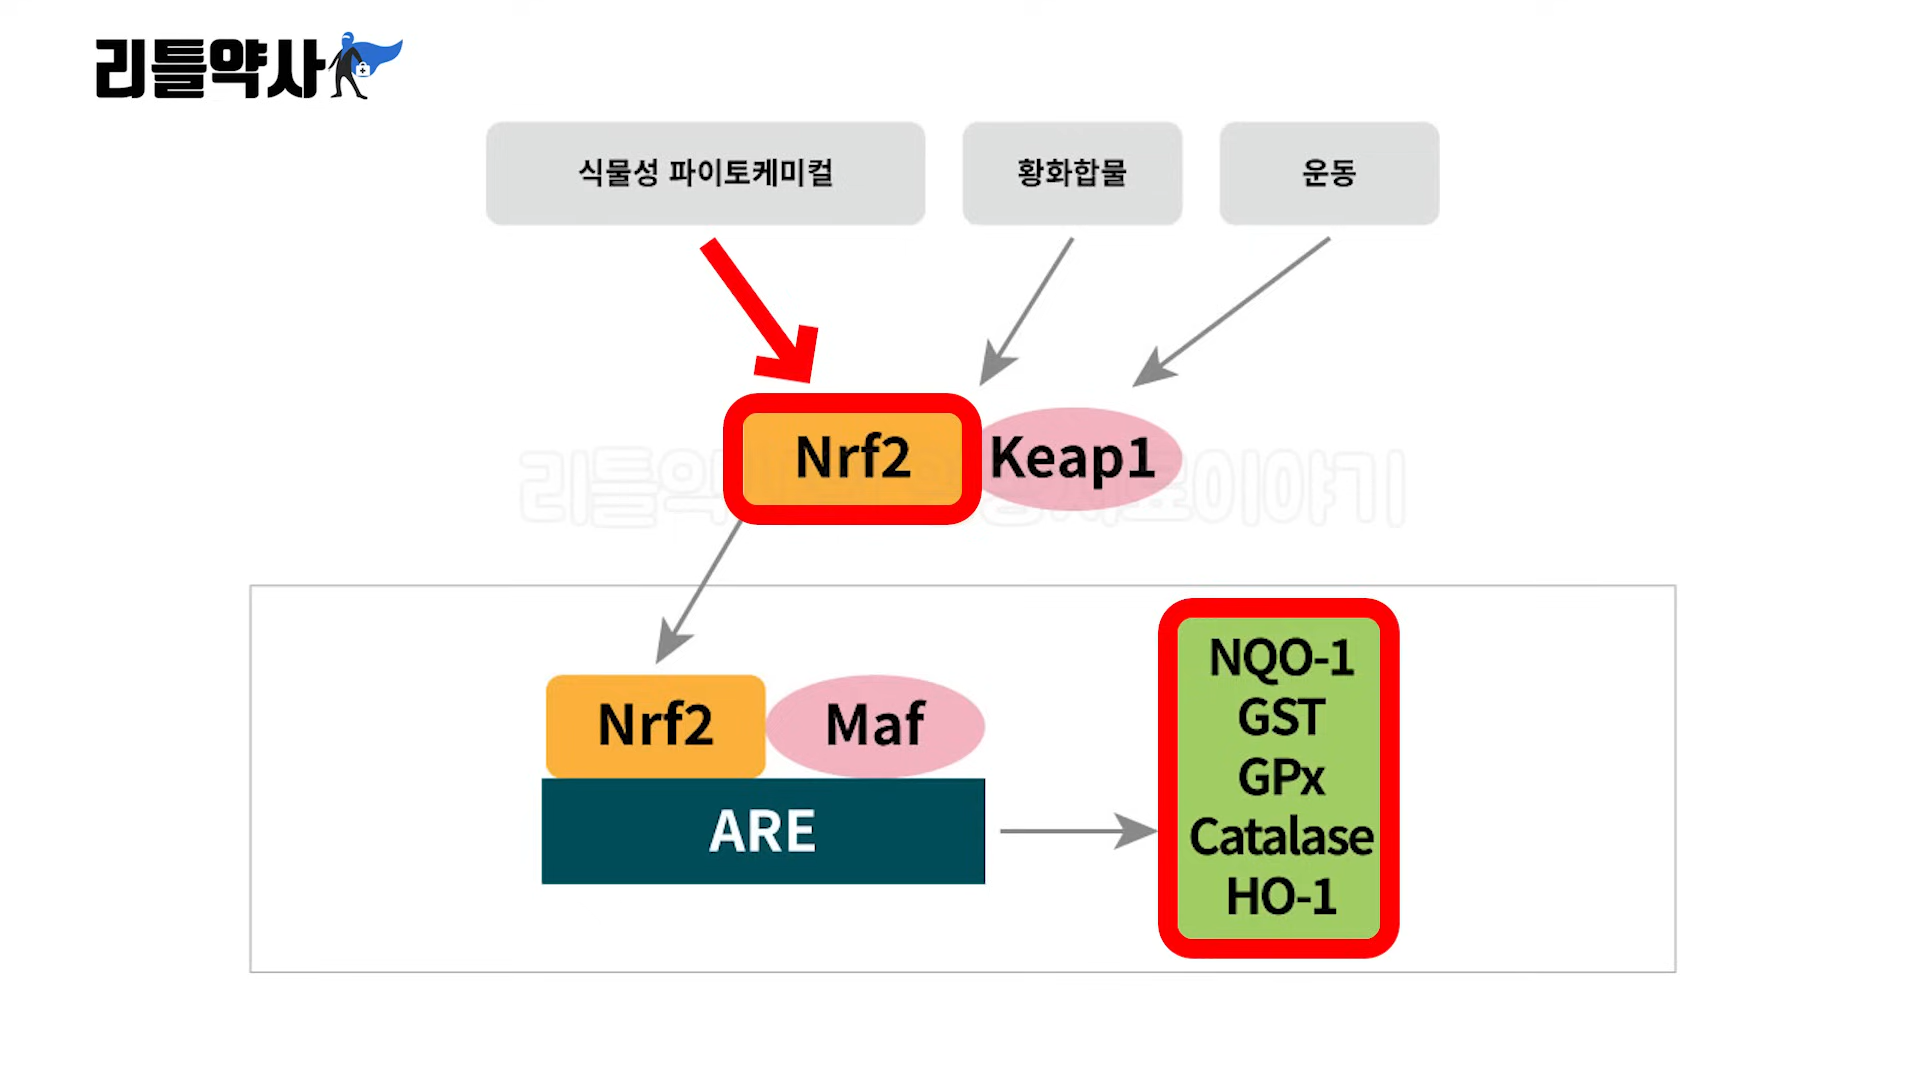 리틀약사
식물성 파이토케미컬
황화합물
운동
Nrf2
Keap1
Nrf2
Maf
ARE
NQO-1
GST
GPx
Catalase
HO-1